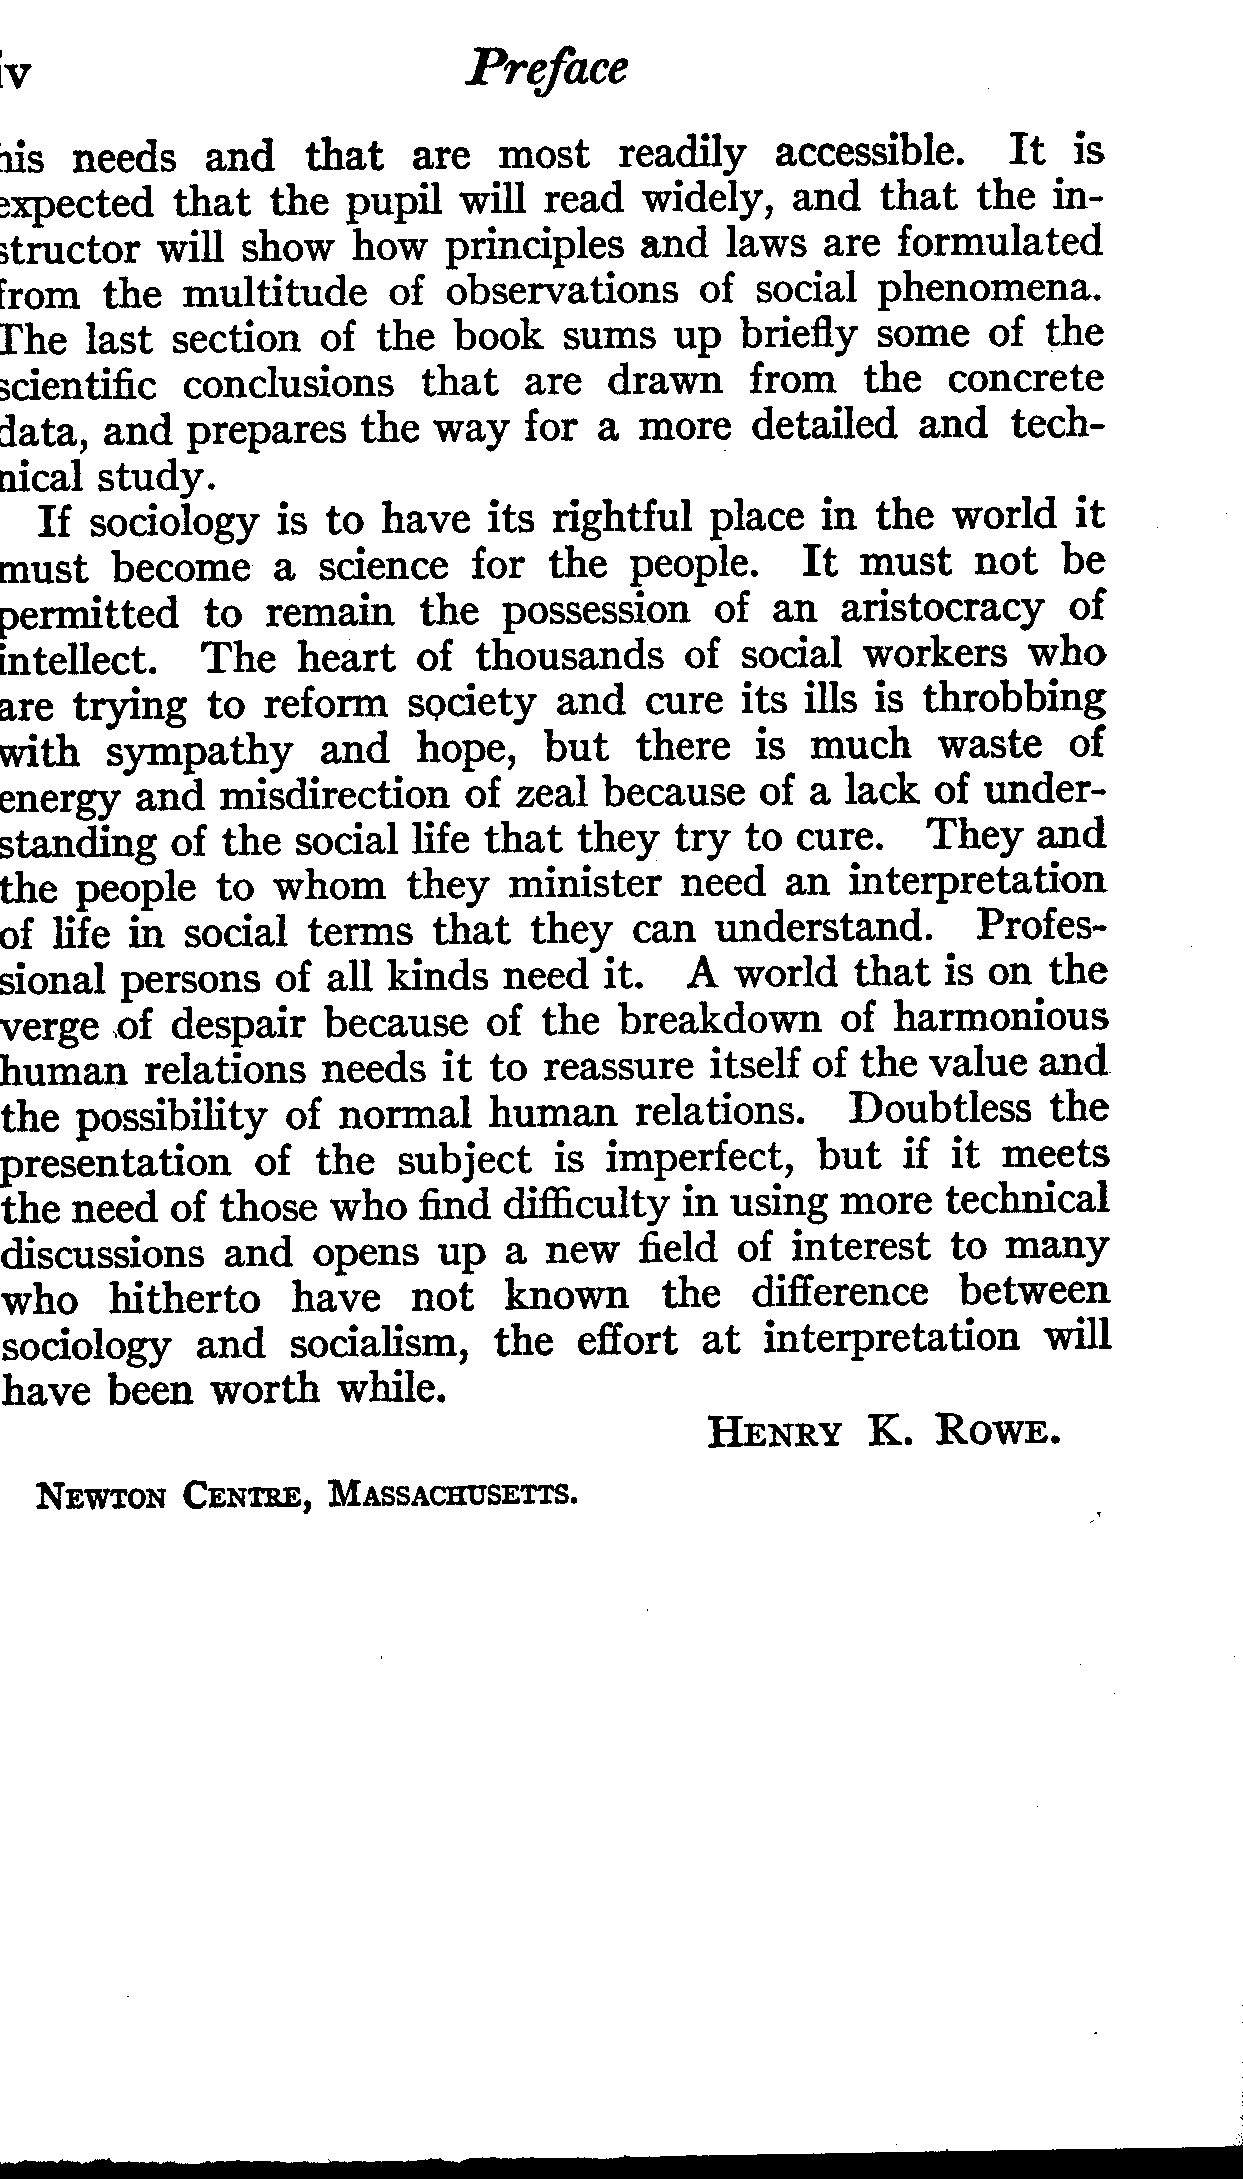 iv Preface
his needs and that are most readily accessible. It is
expected that the pupil will read widely, and that the in-
structor will show how principles and laws are formulated
from the multitude of observations of social phenomena.
The last section of the book sums up briefly some of the
scientific conclusions that are drawn from the concrete
data, and prepares the way for a more detailed and tech-
nical study.
If sociology is to have its rightful place in the world it
must become a science for the people. It must not be
permitted to remain the possession of an aristocracy of
intellect. The heart of thousands of social workers who
are trying to reform society and cure its ills is throbbing
with sympathy and hope, but there is much waste of
energy and misdirection of zeal because of a lack of under-
standing of the social life that they try to cure. They and
the people to whom they minister need an interpretation
of life in social terms that they can understand. Profes-
sional persons of all kinds need it. A world that is on the
verge of despair because of the breakdown of harmonious
human relations needs it to reassure itself of the value and
the possibility of normal human relations. Doubtless the
presentation of the subject is imperfect, but if it meets
the need of those who find difficulty in using more technical
discussions and opens up a new field of interest to many
who hitherto have not known the difference between
sociology and socialism, the effort at interpretation will
have been worth while.
HENRY K. ROWE.
NEWTON CENTRE, MASSACHUSETTS.